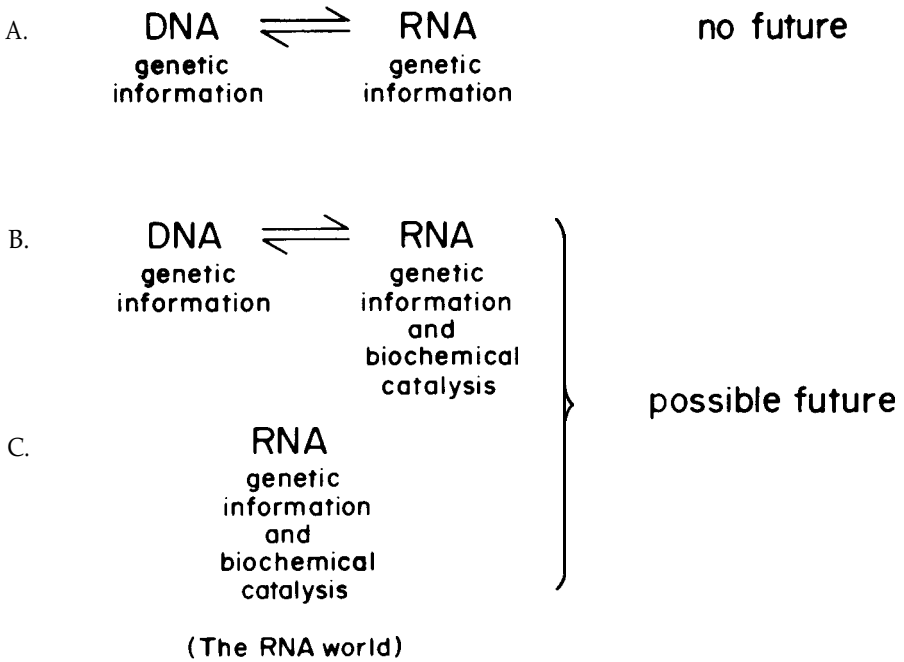 A. DNA ⇌ RNA no future
genetic genetic
information information
B. DNA ⇌ RNA
genetic genetic
information information
and
biochemical
catalysis
possible future
C. RNA
genetic
information
and
biochemical
catalysis
(The RNA world)